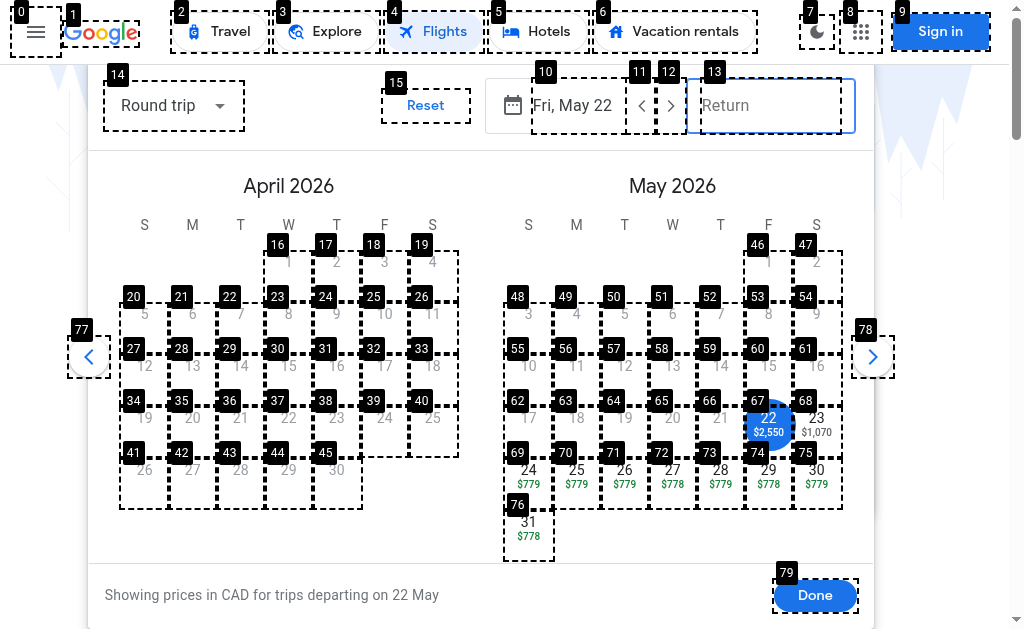 0 1 Google 2 Travel 3 Explore 4 Flights 5 Hotels 6 Vacation rentals 7 8 9 Sign in
14 Round trip 15 Reset 10 Fri, May 22 11 12 13 Return
April 2026
S M T W T F S
16 1 17 2 18 3 19 4
20 5 21 6 22 7 23 8 24 9 25 10 26 11
27 12 28 13 29 14 30 15 31 16 32 17 33 18
34 19 35 20 36 21 37 22 38 23 39 24 40 25
41 26 42 27 43 28 44 29 45 30
May 2026
S M T W T F S
46 1 47 2
48 3 49 4 50 5 51 6 52 7 53 8 54 9
55 10 56 11 57 12 58 13 59 14 60 15 61 16
62 17 63 18 64 19 65 20 66 21 67 22 68 23
$2,550 $1,070
69 24 70 25 71 26 72 27 73 28 74 29 75 30
$779 $779 $779 $778 $779 $778 $779
76 31
$778
77 78
Showing prices in CAD for trips departing on 22 May
79 Done